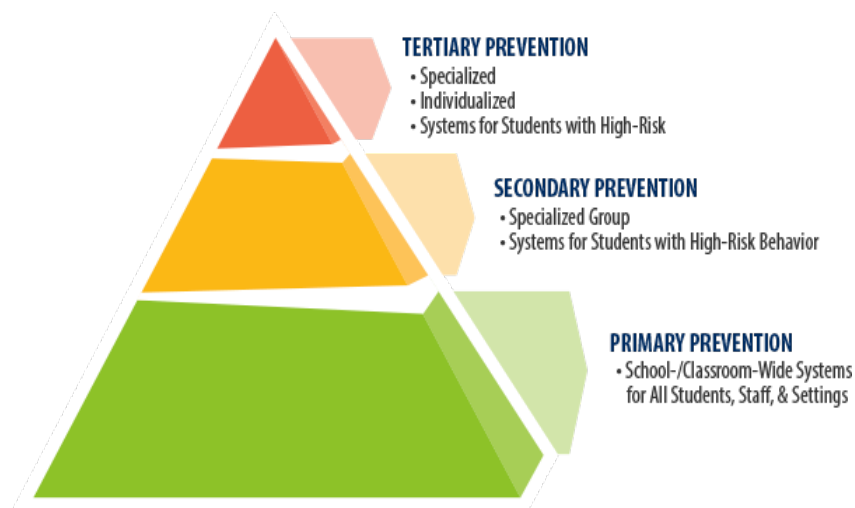 TERTIARY PREVENTION
• Specialized
• Individualized
• Systems for Students with High-Risk
SECONDARY PREVENTION
• Specialized Group
• Systems for Students with High-Risk Behavior
PRIMARY PREVENTION
• School-/Classroom-Wide Systems
for All Students, Staff, & Settings